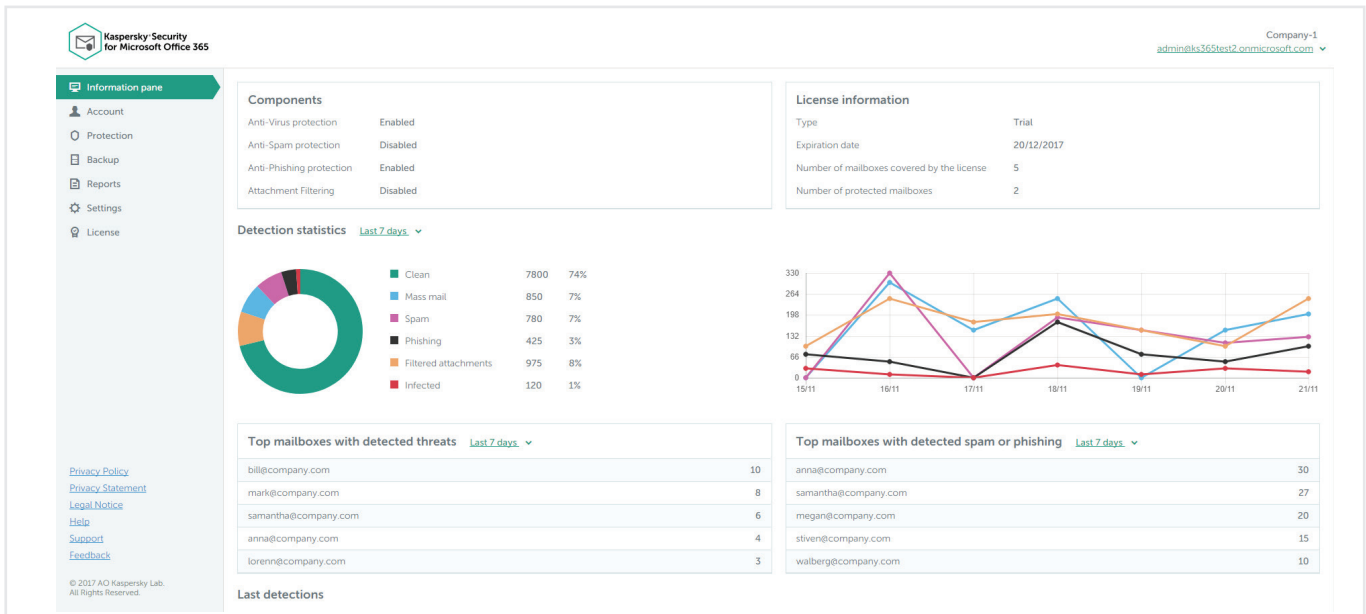 Kaspersky Security
for Microsoft Office 365
Company-1
admin@ks365test2.onmicrosoft.com
Information pane
Account
Protection
Backup
Reports
Settings
License
Privacy Policy
Privacy Statement
Legal Notice
Help
Support
Feedback
© 2017 AO Kaspersky Lab.
All Rights Reserved.
Components
Anti-Virus protection Enabled
Anti-Spam protection Disabled
Anti-Phishing protection Enabled
Attachment Filtering Disabled
License information
Type Trial
Expiration date 20/12/2017
Number of mailboxes covered by the license 5
Number of protected mailboxes 2
Detection statistics Last 7 days
Clean 7800 74%
Mass mail 850 7%
Spam 780 7%
Phishing 425 3%
Filtered attachments 975 8%
Infected 120 1%
330
264
198
132
66
0
15/11 16/11 17/11 18/11 19/11 20/11 21/11
Top mailboxes with detected threats Last 7 days
bill@company.com 10
mark@company.com 8
samantha@company.com 6
anna@company.com 4
lorenn@company.com 3
Top mailboxes with detected spam or phishing Last 7 days
anna@company.com 30
samantha@company.com 27
megan@company.com 20
stiven@company.com 15
walberg@company.com 10
Last detections